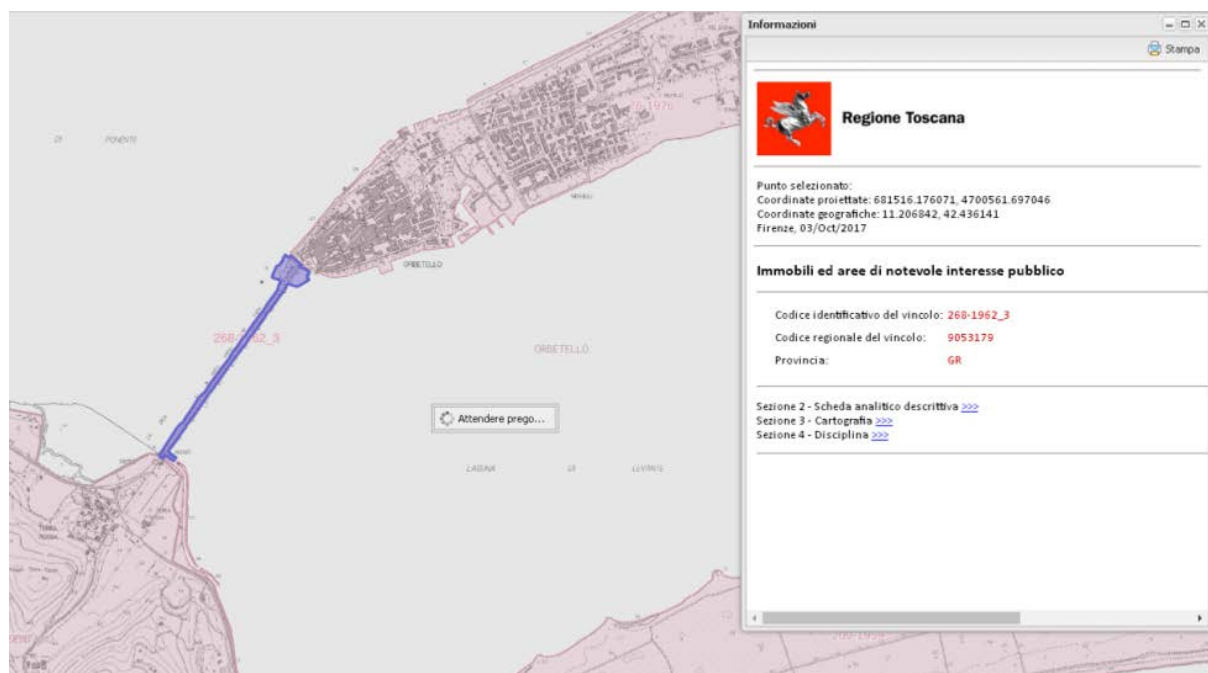 Informazioni
Stampa
Regione Toscana
Punto selezionato:
Coordinate proiettate: 681516.176071, 4700561.697046
Coordinate geografiche: 11.206842, 42.436141
Firenze, 03/Oct/2017
Immobili ed aree di notevole interesse pubblico
Codice identificativo del vincolo: 268-1962_3
Codice regionale del vincolo: 9053179
Provincia: GR
Sezione 2 - Scheda analitico descrittiva >>>
Sezione 3 - Cartografia >>>
Sezione 4 - Disciplina >>>
DI PONENTE
ORBETELLO
268-1962_3
ORBETELLO
Attendere prego...
LAGUNA DI LEVANTE
TERRA ROSSA